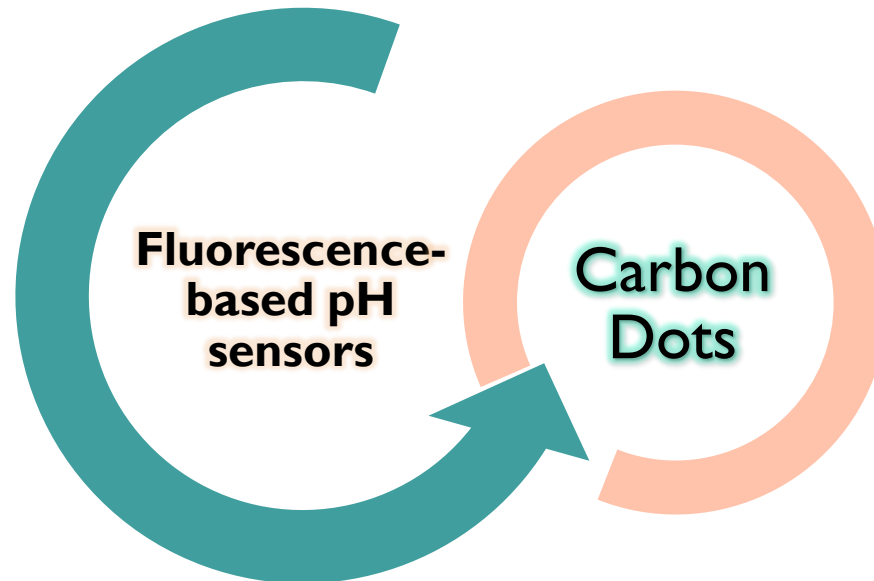 Fluorescence-
based pH
sensors
Carbon
Dots